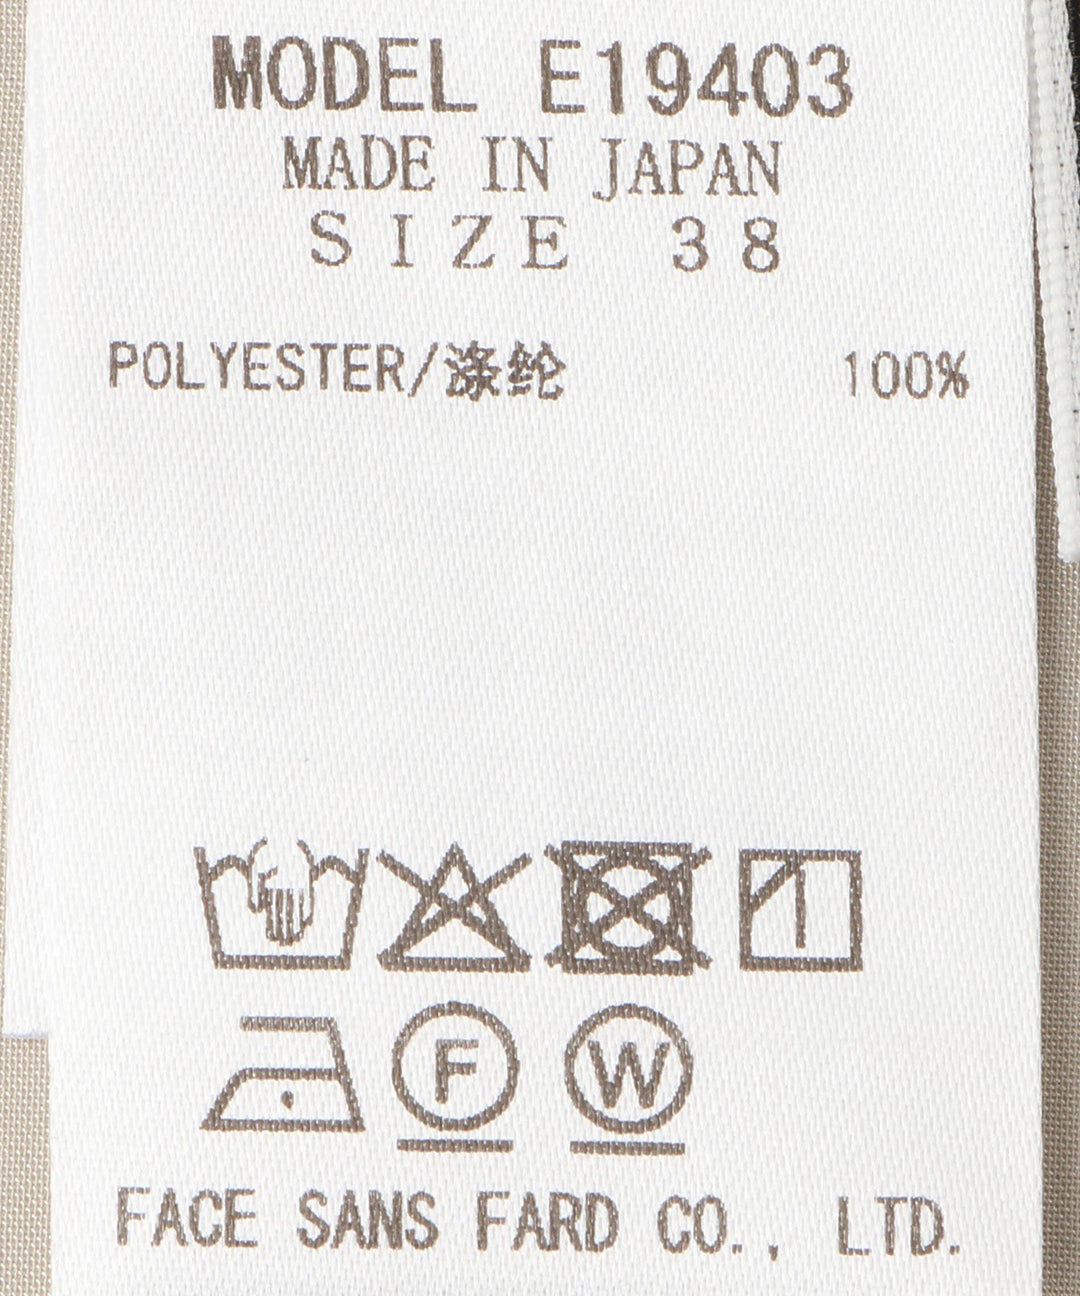 MODEL E19403
MADE IN JAPAN
SIZE 38
POLYESTER/涤纶 100%
F W
FACE SANS FARD CO., LTD.